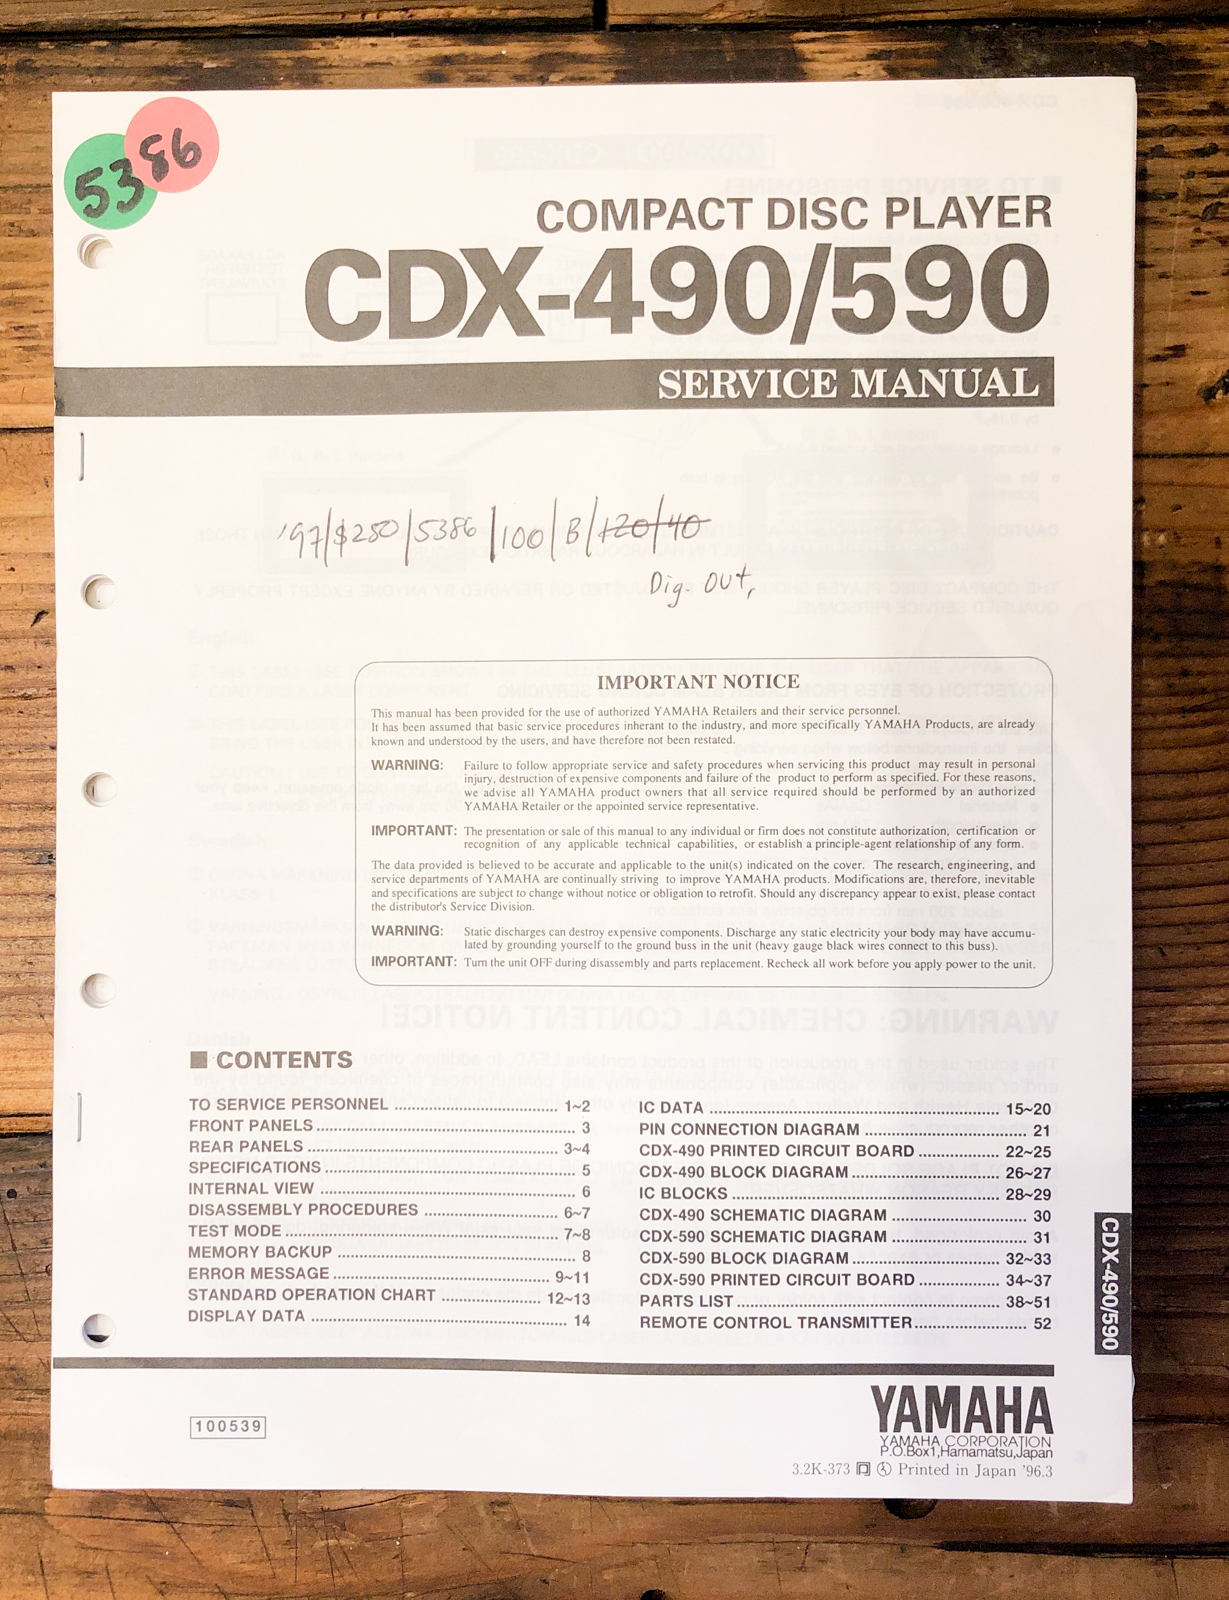 5386
COMPACT DISC PLAYER
CDX-490/590
SERVICE MANUAL
'97/$280/5386/100/B/120/40
Dig. Out,
IMPORTANT NOTICE
This manual has been provided for the use of authorized YAMAHA Retailers and their service personnel.
It has been assumed that basic service procedures inherant to the industry, and more specifically YAMAHA Products, are already
known and understood by the users, and have therefore not been restated.
WARNING: Failure to follow appropriate service and safety procedures when servicing this product may result in personal
injury, destruction of expensive components and failure of the product to perform as specified. For these reasons,
we advise all YAMAHA product owners that all service required should be performed by an authorized
YAMAHA Retailer or the appointed service representative.
IMPORTANT: The presentation or sale of this manual to any individual or firm does not constitute authorization, certification or
recognition of any applicable technical capabilities, or establish a principle-agent relationship of any form.
The data provided is believed to be accurate and applicable to the unit(s) indicated on the cover. The research, engineering, and
service departments of YAMAHA are continually striving to improve YAMAHA products. Modifications are, therefore, inevitable
and specifications are subject to change without notice or obligation to retrofit. Should any discrepancy appear to exist, please contact
the distributor's Service Division.
WARNING: Static discharges can destroy expensive components. Discharge any static electricity your body may have accumu-
lated by grounding yourself to the ground buss in the unit (heavy gauge black wires connect to this buss).
IMPORTANT: Turn the unit OFF during disassembly and parts replacement. Recheck all work before you apply power to the unit.
■ CONTENTS
TO SERVICE PERSONNEL ........ 1~2
FRONT PANELS ........ 3
REAR PANELS ........ 3~4
SPECIFICATIONS ........ 5
INTERNAL VIEW ........ 6
DISASSEMBLY PROCEDURES ........ 6~7
TEST MODE ........ 7~8
MEMORY BACKUP ........ 8
ERROR MESSAGE ........ 9~11
STANDARD OPERATION CHART ........ 12~13
DISPLAY DATA ........ 14
IC DATA ........ 15~20
PIN CONNECTION DIAGRAM ........ 21
CDX-490 PRINTED CIRCUIT BOARD ........ 22~25
CDX-490 BLOCK DIAGRAM ........ 26~27
IC BLOCKS ........ 28~29
CDX-490 SCHEMATIC DIAGRAM ........ 30
CDX-590 SCHEMATIC DIAGRAM ........ 31
CDX-590 BLOCK DIAGRAM ........ 32~33
CDX-590 PRINTED CIRCUIT BOARD ........ 34~37
PARTS LIST ........ 38~51
REMOTE CONTROL TRANSMITTER ........ 52
CDX-490/590
100539
YAMAHA
YAMAHA CORPORATION
P.O.Box1,Hamamatsu,Japan
3.2K-373 Printed in Japan '96.3